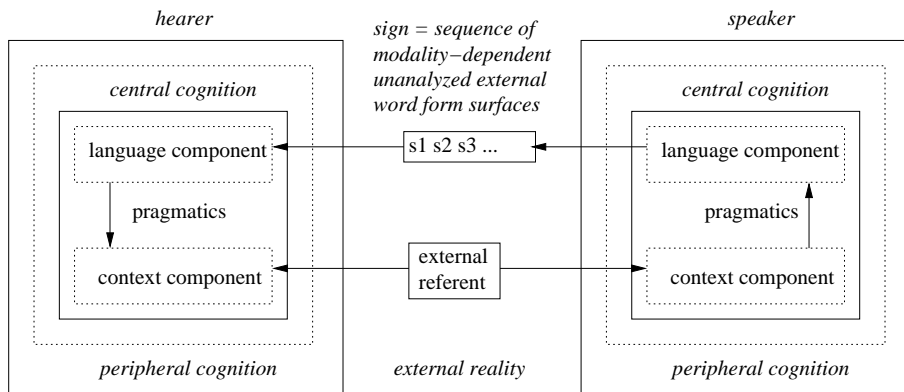 hearer
sign = sequence of
modality−dependent
unanalyzed external
word form surfaces
speaker
central cognition
central cognition
language component
s1 s2 s3 ...
language component
pragmatics
pragmatics
context component
external
referent
context component
peripheral cognition
external reality
peripheral cognition